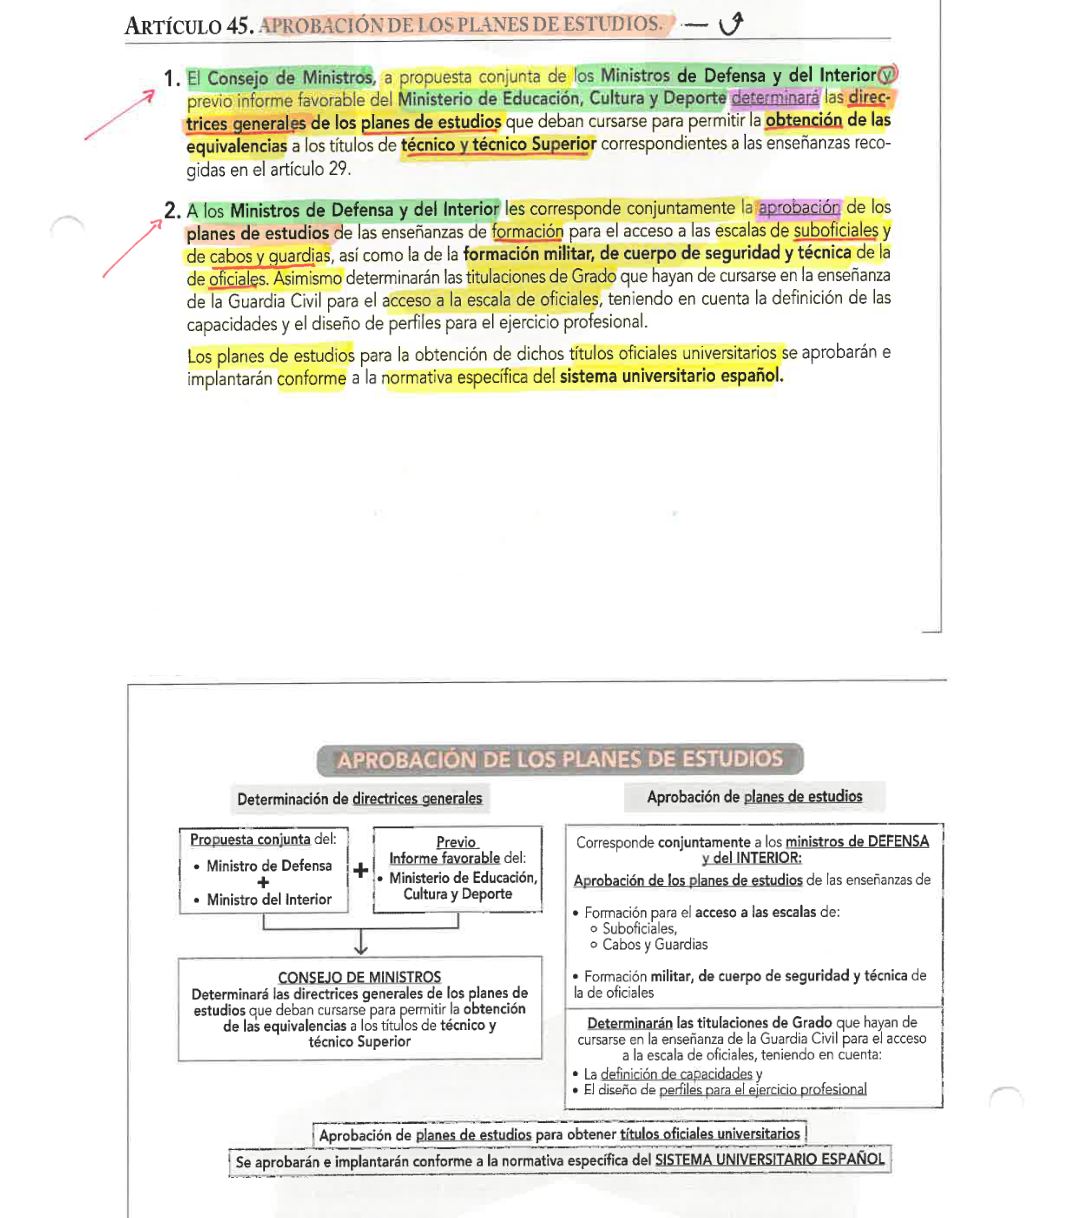 ARTÍCULO 45. APROBACIÓN DE LOS PLANES DE ESTUDIOS.
1. El Consejo de Ministros, a propuesta conjunta de los Ministros de Defensa y del Interior y
previo informe favorable del Ministerio de Educación, Cultura y Deporte determinará las direc-
trices generales de los planes de estudios que deban cursarse para permitir la obtención de las
equivalencias a los títulos de técnico y técnico Superior correspondientes a las enseñanzas reco-
gidas en el artículo 29.
2. A los Ministros de Defensa y del Interior les corresponde conjuntamente la aprobación de los
planes de estudios de las enseñanzas de formación para el acceso a las escalas de suboficiales y
de cabos y guardias, así como la de la formación militar, de cuerpo de seguridad y técnica de la
de oficiales. Asimismo determinarán las titulaciones de Grado que hayan de cursarse en la enseñanza
de la Guardia Civil para el acceso a la escala de oficiales, teniendo en cuenta la definición de las
capacidades y el diseño de perfiles para el ejercicio profesional.
Los planes de estudios para la obtención de dichos títulos oficiales universitarios se aprobarán e
implantarán conforme a la normativa específica del sistema universitario español.
APROBACIÓN DE LOS PLANES DE ESTUDIOS
Determinación de directrices generales
Propuesta conjunta del:
• Ministro de Defensa
+
• Ministro del Interior
+
Previo
Informe favorable del:
• Ministerio de Educación,
Cultura y Deporte
CONSEJO DE MINISTROS
Determinará las directrices generales de los planes de
estudios que deban cursarse para permitir la obtención
de las equivalencias a los títulos de técnico y
técnico Superior
Aprobación de planes de estudios
Corresponde conjuntamente a los ministros de DEFENSA
y del INTERIOR:
Aprobación de los planes de estudios de las enseñanzas de
• Formación para el acceso a las escalas de:
o Suboficiales,
o Cabos y Guardias
• Formación militar, de cuerpo de seguridad y técnica de
la de oficiales
Determinarán las titulaciones de Grado que hayan de
cursarse en la enseñanza de la Guardia Civil para el acceso
a la escala de oficiales, teniendo en cuenta:
• La definición de capacidades y
• El diseño de perfiles para el ejercicio profesional
Aprobación de planes de estudios para obtener títulos oficiales universitarios
Se aprobarán e implantarán conforme a la normativa específica del SISTEMA UNIVERSITARIO ESPAÑOL